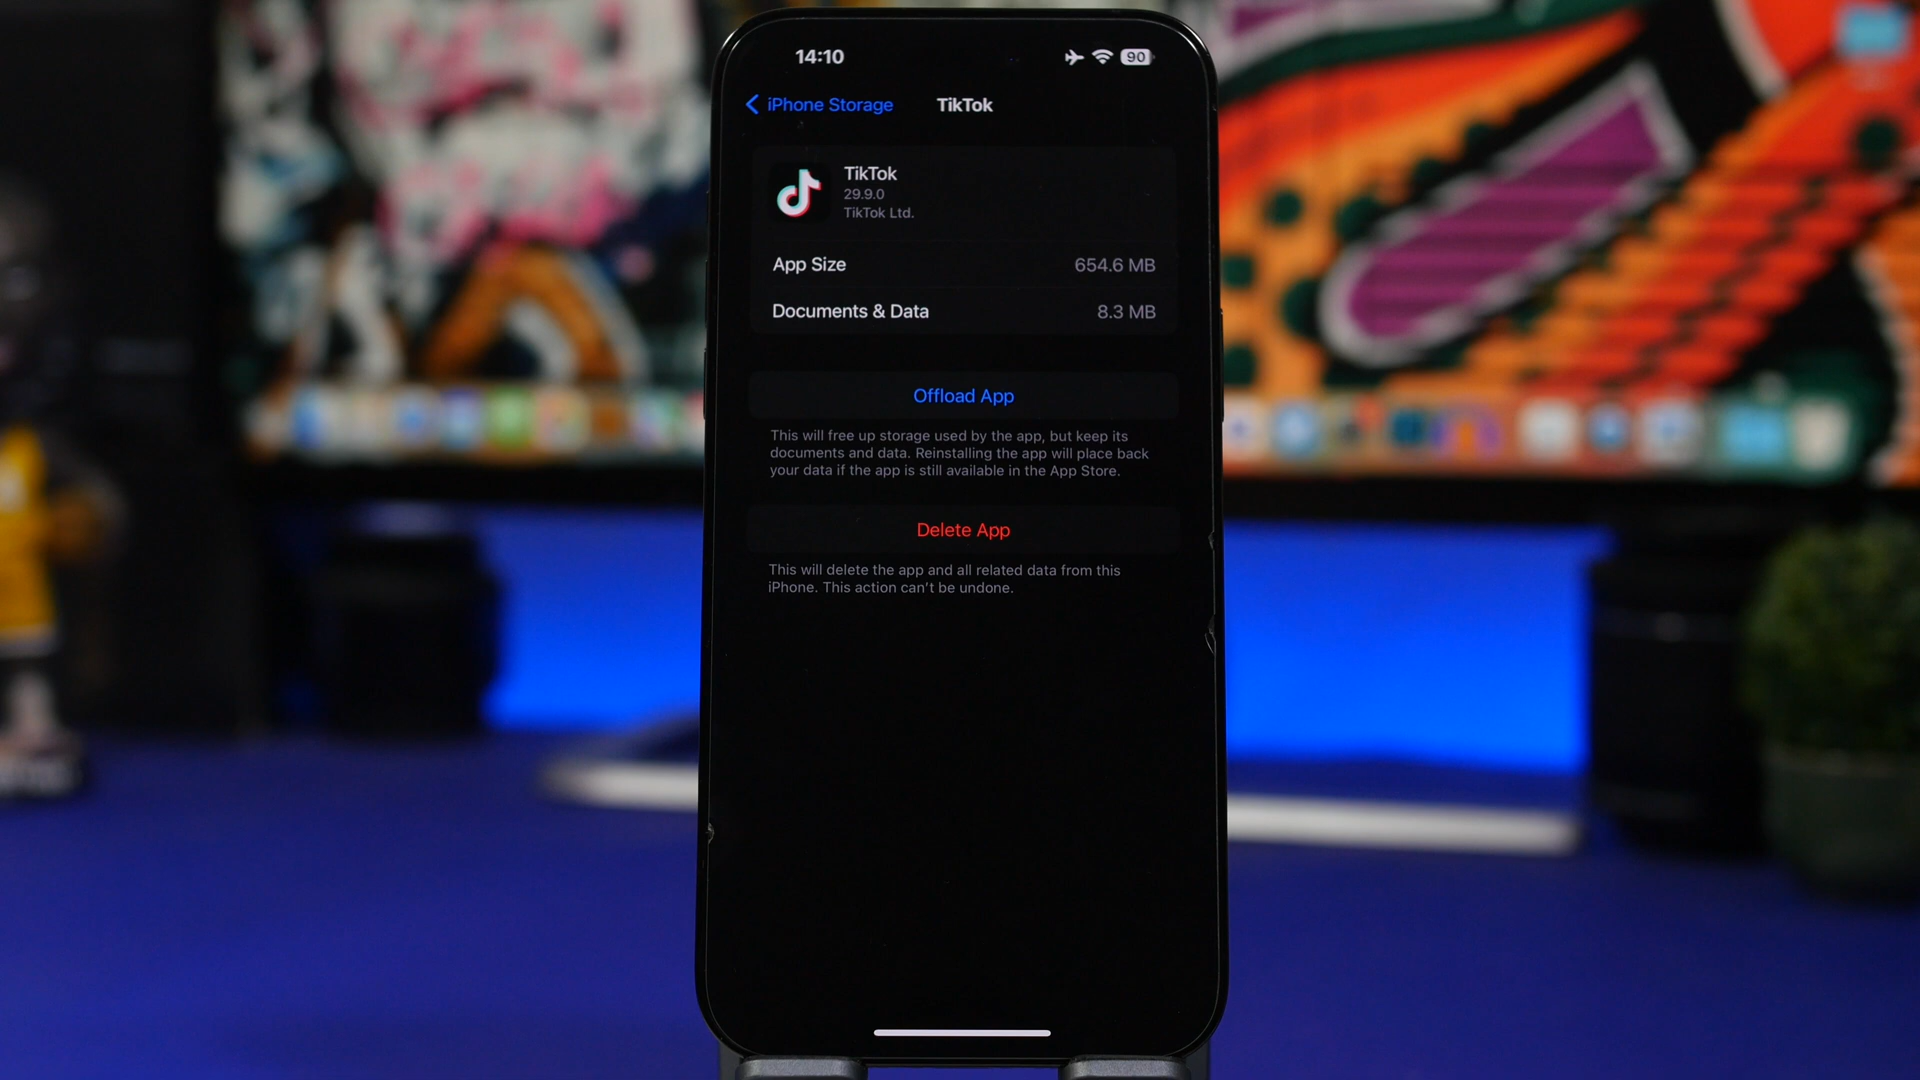 14:10
90
iPhone Storage
TikTok
TikTok
29.9.0
TikTok Ltd.
App Size
654.6 MB
Documents & Data
8.3 MB
Offload App
This will free up storage used by the app, but keep its
documents and data. Reinstalling the app will place back
your data if the app is still available in the App Store.
Delete App
This will delete the app and all related data from this
iPhone. This action can't be undone.